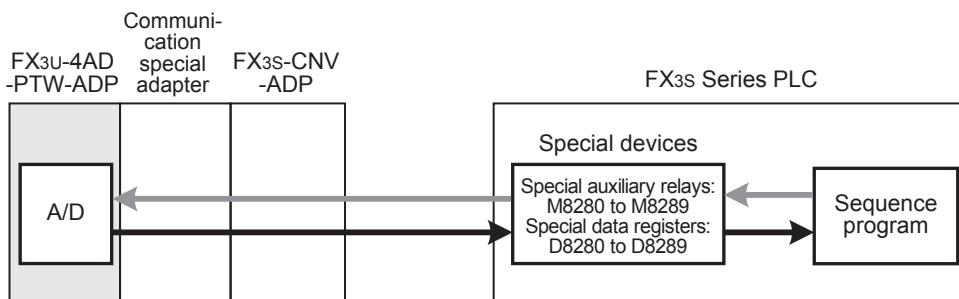 FX3U-4AD
-PTW-ADP
Communi-
cation
special
adapter
FX3S-CNV
-ADP
FX3S Series PLC
A/D
Special devices
Special auxiliary relays:
M8280 to M8289
Special data registers:
D8280 to D8289
Sequence
program